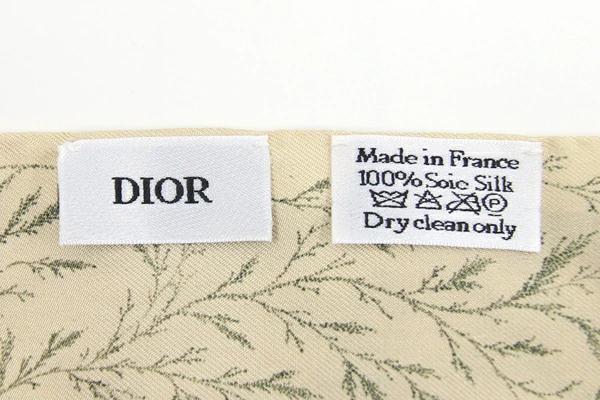 DIOR
Made in France
100% Soie Silk
P
Dry clean only